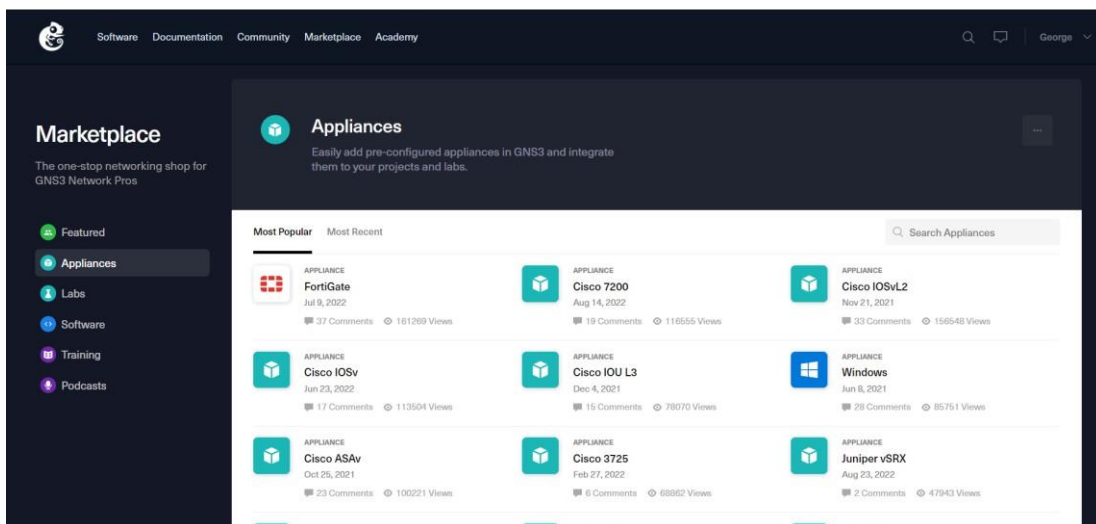 Software Documentation Community Marketplace Academy George
Marketplace
The one-stop networking shop for
GNS3 Network Pros
Featured
Appliances
Labs
Software
Training
Podcasts
Appliances
Easily add pre-configured appliances in GNS3 and integrate
them to your projects and labs.
Most Popular Most Recent Search Appliances
APPLIANCE
FortiGate
Jul 9, 2022
37 Comments 161269 Views
APPLIANCE
Cisco 7200
Aug 14, 2022
19 Comments 116555 Views
APPLIANCE
Cisco IOSvL2
Nov 21, 2021
33 Comments 156548 Views
APPLIANCE
Cisco IOSv
Jun 23, 2022
17 Comments 113504 Views
APPLIANCE
Cisco IOU L3
Dec 4, 2021
15 Comments 78070 Views
APPLIANCE
Windows
Jun 8, 2021
28 Comments 85751 Views
APPLIANCE
Cisco ASAv
Oct 25, 2021
23 Comments 100221 Views
APPLIANCE
Cisco 3725
Feb 27, 2022
6 Comments 68862 Views
APPLIANCE
Juniper vSRX
Aug 23, 2022
2 Comments 47943 Views